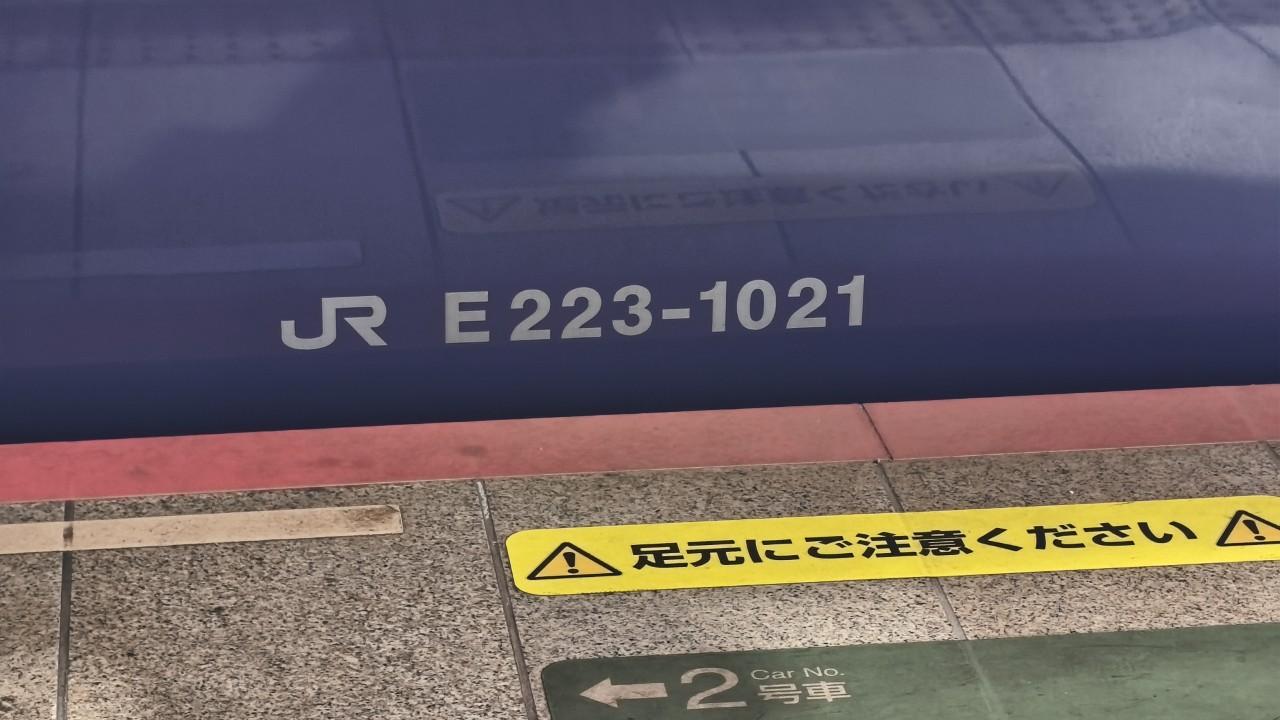 JR E223-1021
足元にご注意ください
←2 Car No.
号車